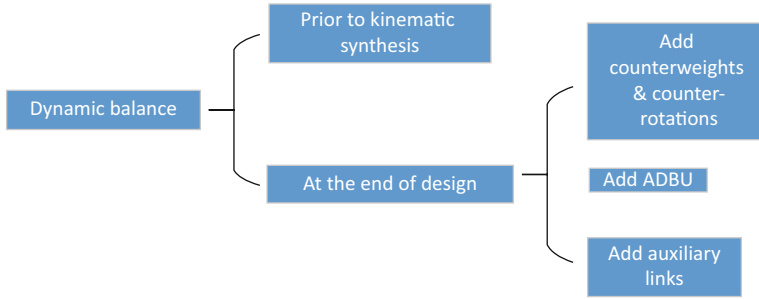 Prior to kinematic
synthesis
Dynamic balance
At the end of design
Add
counterweights
& counter-
rotations
Add ADBU
Add auxiliary
links